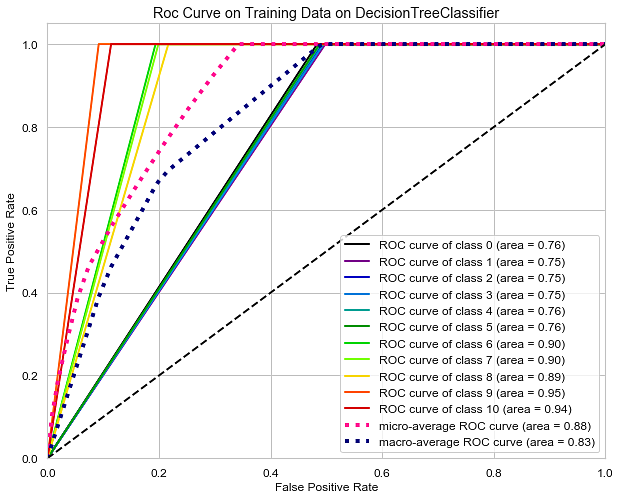 Roc Curve on Training Data on DecisionTreeClassifier
1.0
0.8
0.6
0.4
0.2
0.0
True Positive Rate
ROC curve of class 0 (area = 0.76)
ROC curve of class 1 (area = 0.75)
ROC curve of class 2 (area = 0.75)
ROC curve of class 3 (area = 0.75)
ROC curve of class 4 (area = 0.76)
ROC curve of class 5 (area = 0.76)
ROC curve of class 6 (area = 0.90)
ROC curve of class 7 (area = 0.90)
ROC curve of class 8 (area = 0.89)
ROC curve of class 9 (area = 0.95)
ROC curve of class 10 (area = 0.94)
micro-average ROC curve (area = 0.88)
macro-average ROC curve (area = 0.83)
0.0 0.2 0.4 0.6 0.8 1.0
False Positive Rate